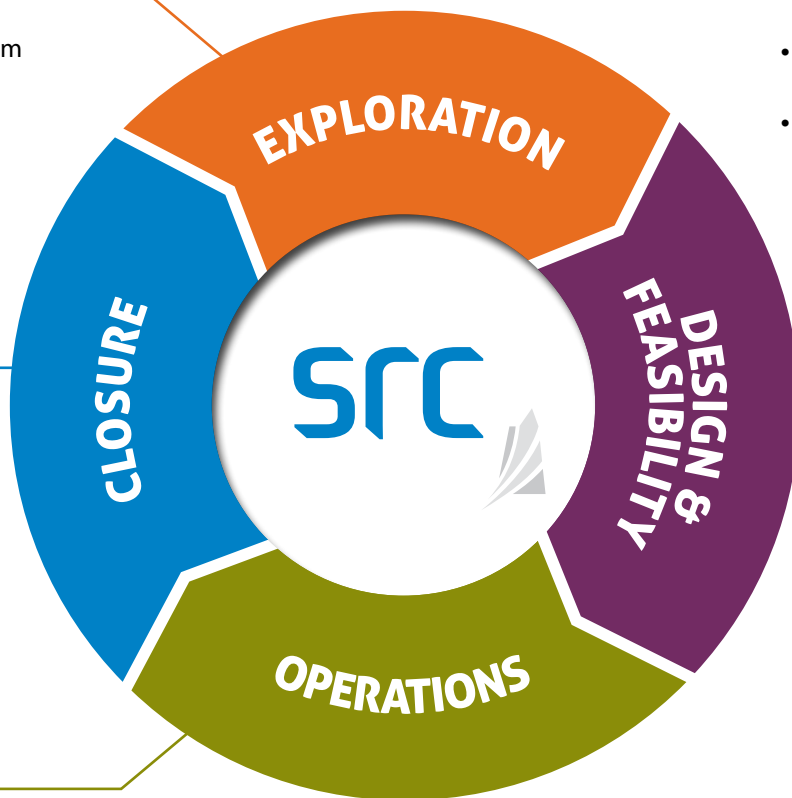 m
•
•
EXPLORATION
DESIGN &
FEASIBILITY
OPERATIONS
CLOSURE
src